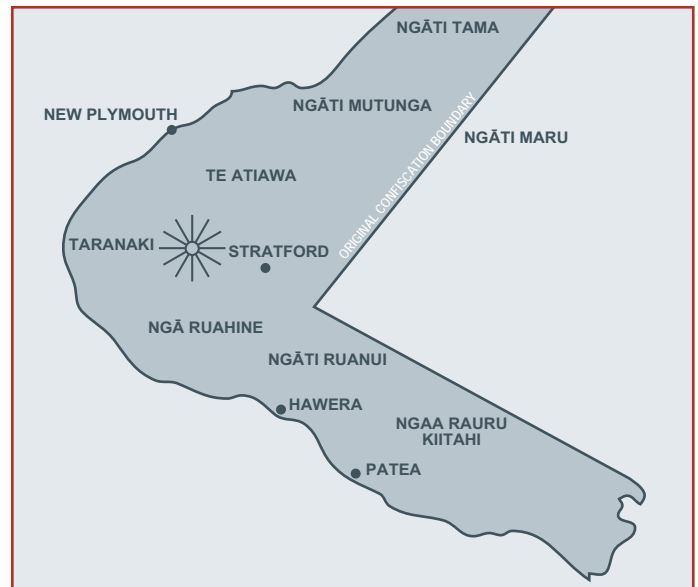 NGĀTI TAMA
NGĀTI MUTUNGA
NEW PLYMOUTH
NGĀTI MARU
ORIGINAL CONFISCATION BOUNDARY
TE ATIAWA
TARANAKI
STRATFORD
NGĀ RUAHINE
NGĀTI RUANUI
HAWERA
NGAA RAURU
KIITAHI
PATEA